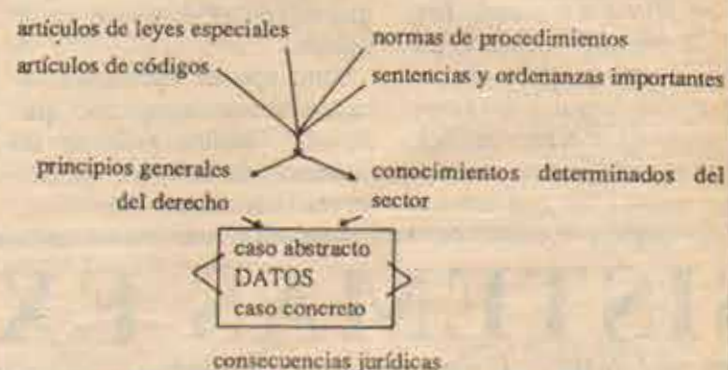 artículos de leyes especiales
normas de procedimientos
artículos de códigos
sentencias y ordenanzas importantes
principios generales
del derecho
conocimientos determinados del
sector
caso abstracto
DATOS
caso concreto
consecuencias jurídicas